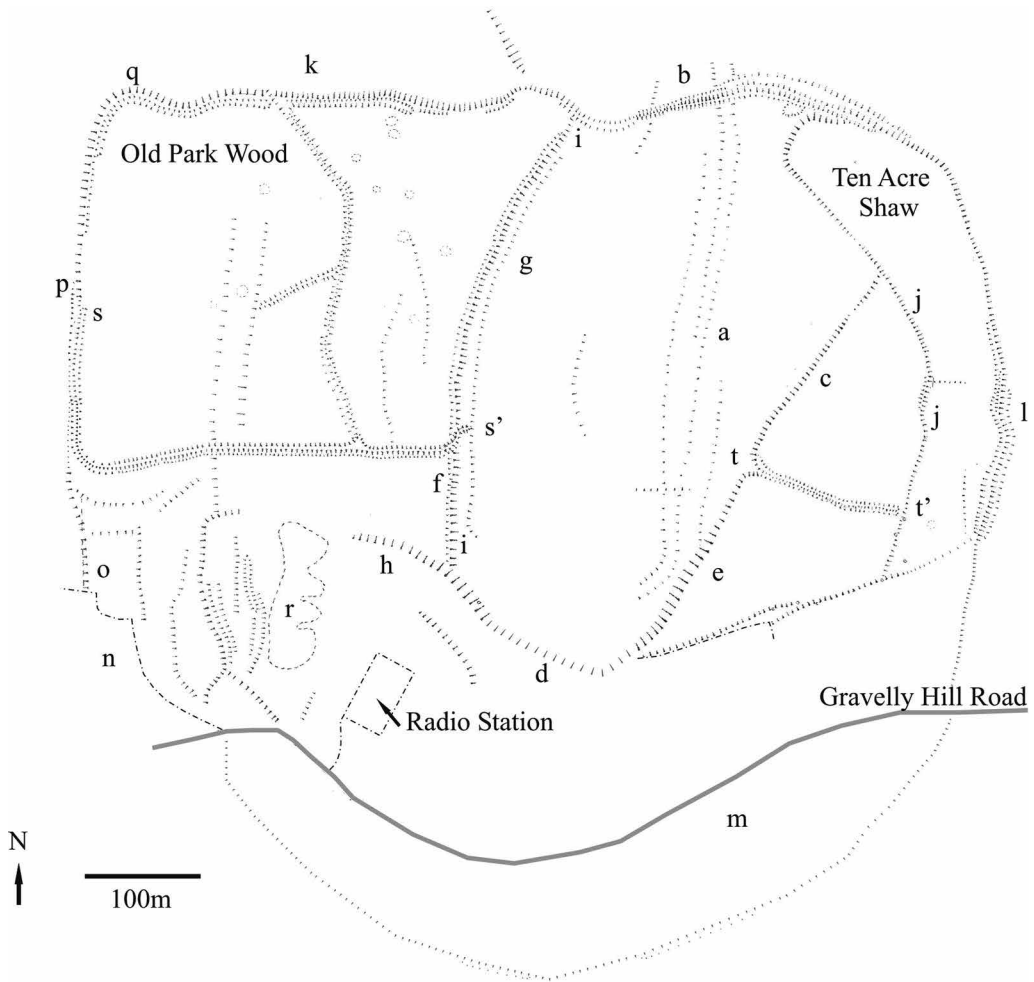 q
k
b
Old Park Wood
i
Ten Acre
Shaw
g
p
s
j
a
c
l
j
s'
t
f
t'
i
h
e
o
r
n
d
Gravelly Hill Road
Radio Station
m
N
100m